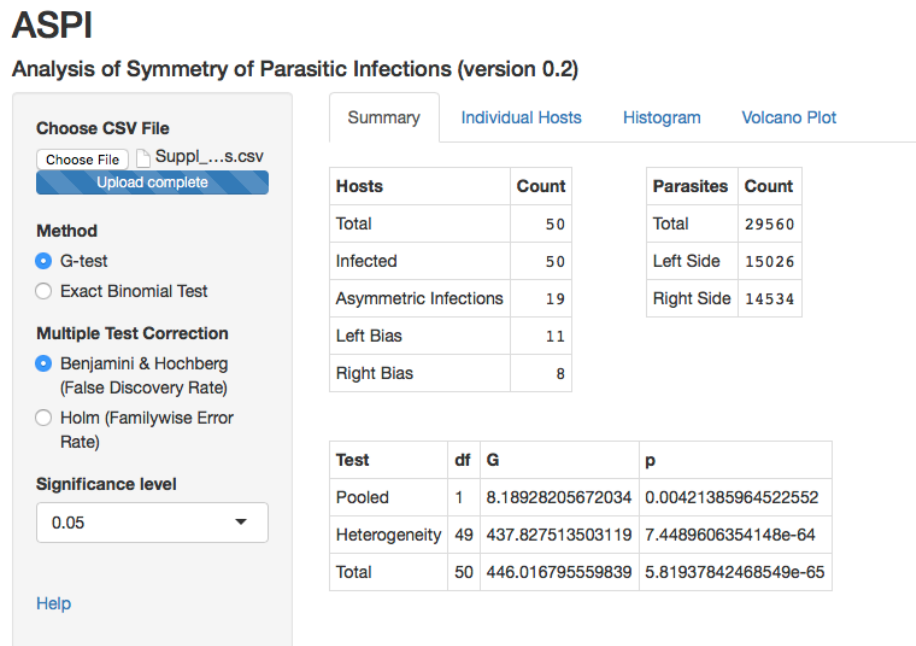 ASPI
Analysis of Symmetry of Parasitic Infections (version 0.2)
Choose CSV File
Choose File Suppl_...s.csv
Upload complete
Method
G-test
Exact Binomial Test
Multiple Test Correction
Benjamini & Hochberg
(False Discovery Rate)
Holm (Familywise Error
Rate)
Significance level
0.05
Help
Summary Individual Hosts Histogram Volcano Plot
Hosts Count
Total 50
Infected 50
Asymmetric Infections 19
Left Bias 11
Right Bias 8
Parasites Count
Total 29560
Left Side 15026
Right Side 14534
Test df G p
Pooled 1 8.18928205672034 0.00421385964522552
Heterogeneity 49 437.827513503119 7.4489606354148e-64
Total 50 446.016795559839 5.81937842468549e-65